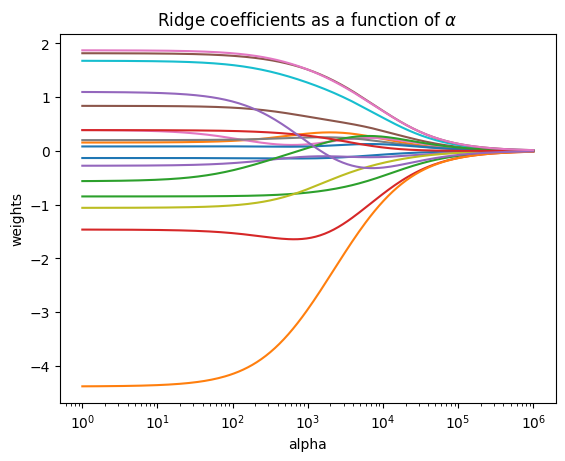 Ridge coefficients as a function of α
2
1
0
−1
−2
−3
−4
weights
10⁰ 10¹ 10² 10³ 10⁴ 10⁵ 10⁶
alpha